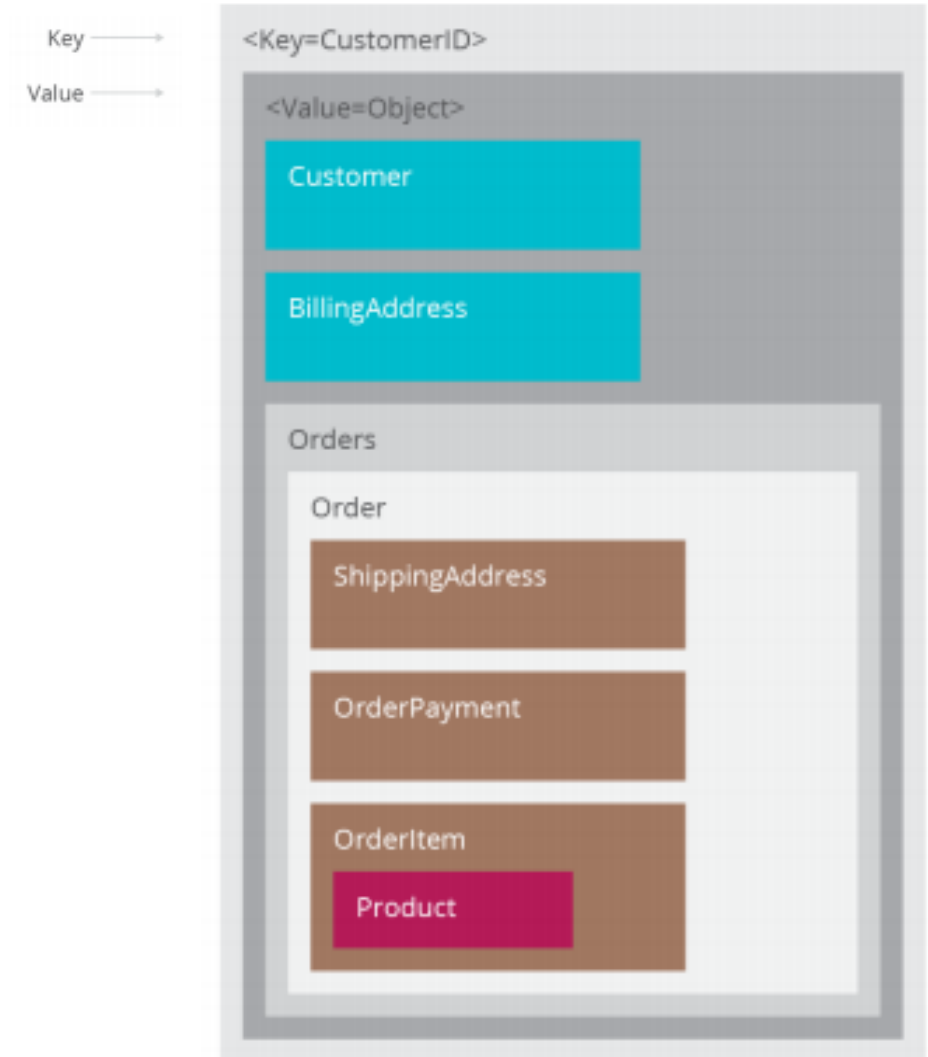 Key
<Key=CustomerID>
Value
<Value=Object>
Customer
BillingAddress
Orders
Order
ShippingAddress
OrderPayment
OrderItem
Product